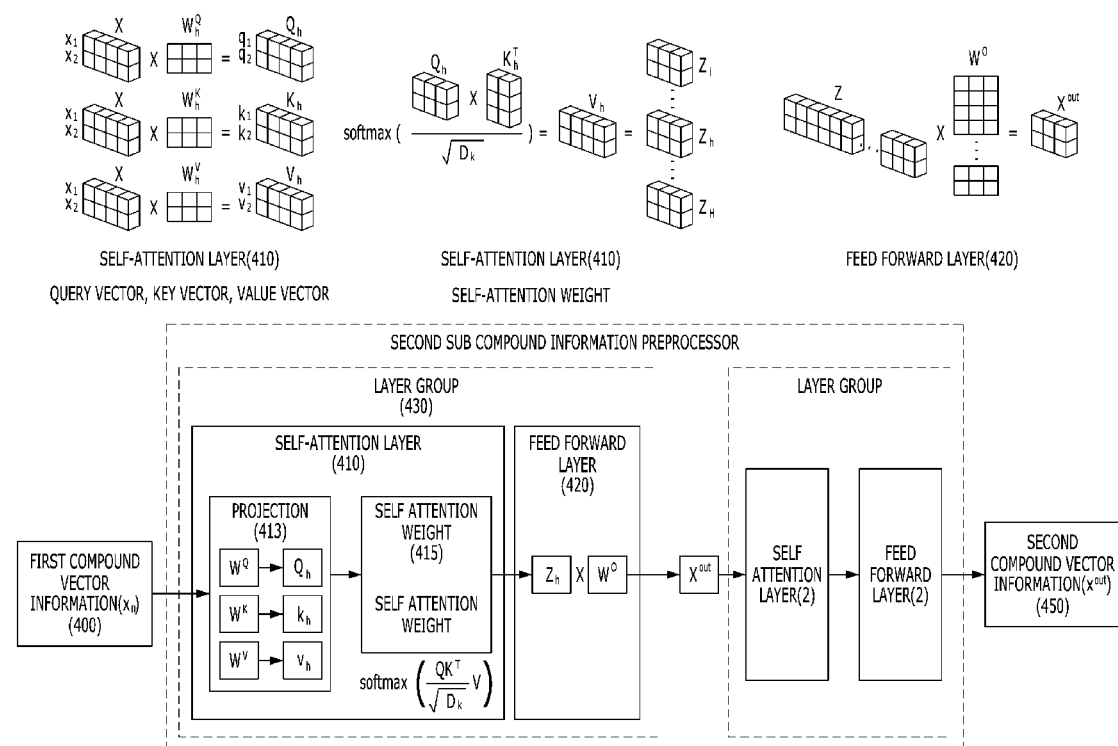 X W_h^Q Q_h
x₁ X = q₁
x₂ q₂
X W_h^K K_h
x₁ X = k₁
x₂ k₂
X W_h^V V_h
x₁ X = v₁
x₂ v₂
SELF-ATTENTION LAYER(410)
QUERY VECTOR, KEY VECTOR, VALUE VECTOR
Q_h K_h^T
X
softmax ( ) = V_h =
√D_k
Z_i
Z_h
Z_H
SELF-ATTENTION LAYER(410)
SELF-ATTENTION WEIGHT
Z W^O X^out
X =
FEED FORWARD LAYER(420)
SECOND SUB COMPOUND INFORMATION PREPROCESSOR
LAYER GROUP
(430)
SELF-ATTENTION LAYER
(410)
FIRST COMPOUND
VECTOR
INFORMATION(x_n)
(400)
PROJECTION
(413)
W^Q Q_h
W^K k_h
W^V v_h
SELF ATTENTION
WEIGHT
(415)
SELF ATTENTION
WEIGHT
softmax (QK^T/√D_k V)
FEED FORWARD
LAYER
(420)
Z_h X W^O
X^out
LAYER GROUP
SELF
ATTENTION
LAYER(2)
FEED
FORWARD
LAYER(2)
SECOND
COMPOUND VECTOR
INFORMATION(x^out)
(450)